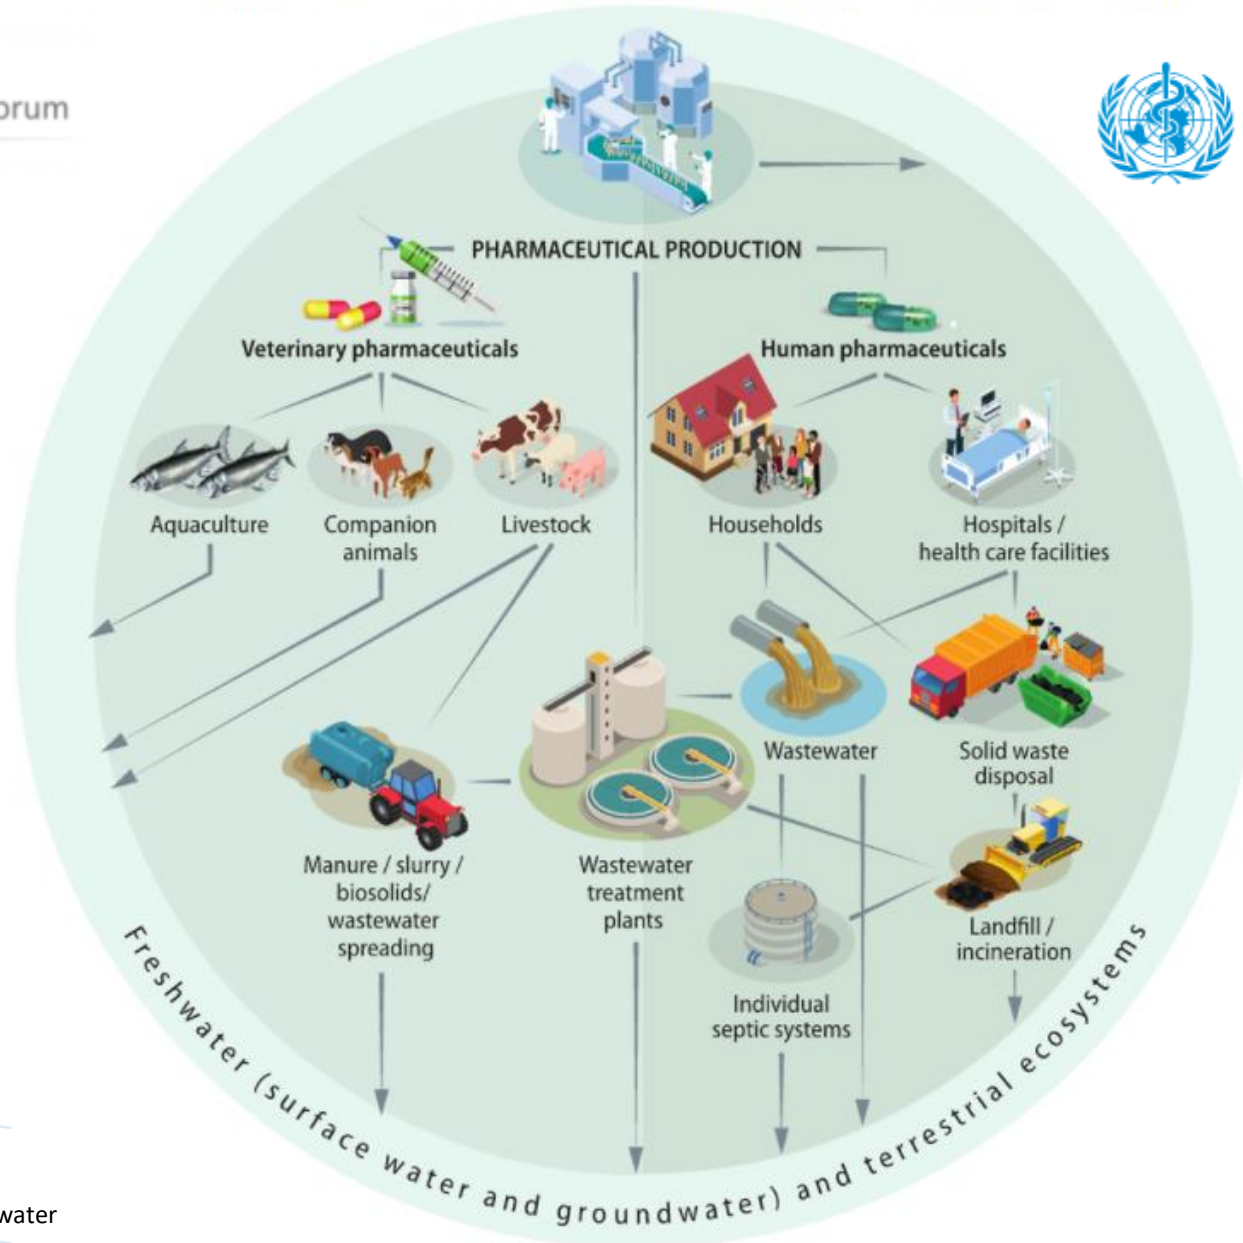 orum
PHARMACEUTICAL PRODUCTION
Veterinary pharmaceuticals
Human pharmaceuticals
Aquaculture
Companion
animals
Livestock
Households
Hospitals /
health care facilities
Wastewater
Solid waste
disposal
Manure / slurry /
biosolids/
wastewater
spreading
Wastewater
treatment
plants
Landfill /
incineration
Individual
septic systems
Freshwater (surface water and groundwater) and terrestrial ecosystems
water